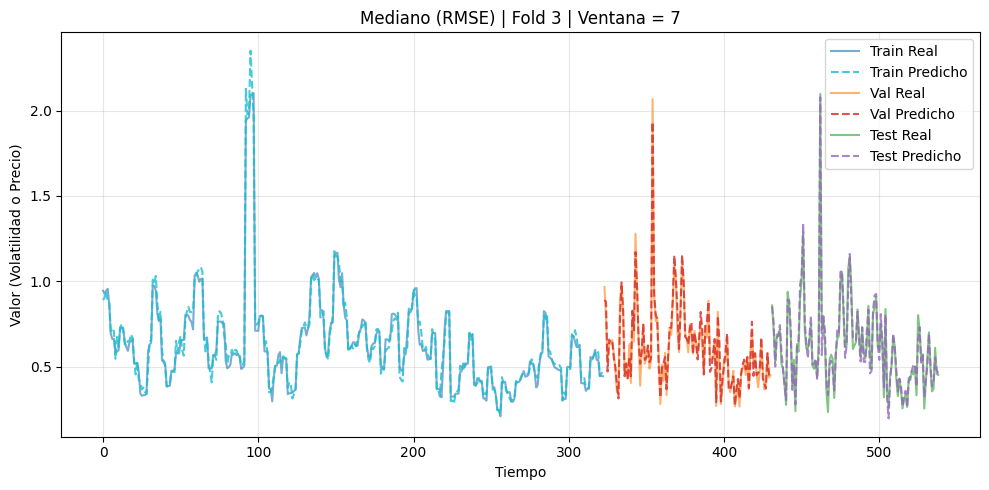 Mediano (RMSE) | Fold 3 | Ventana = 7
Valor (Volatilidad o Precio)
2.0
1.5
1.0
0.5
Train Real
Train Predicho
Val Real
Val Predicho
Test Real
Test Predicho
0
100
200
300
400
500
Tiempo